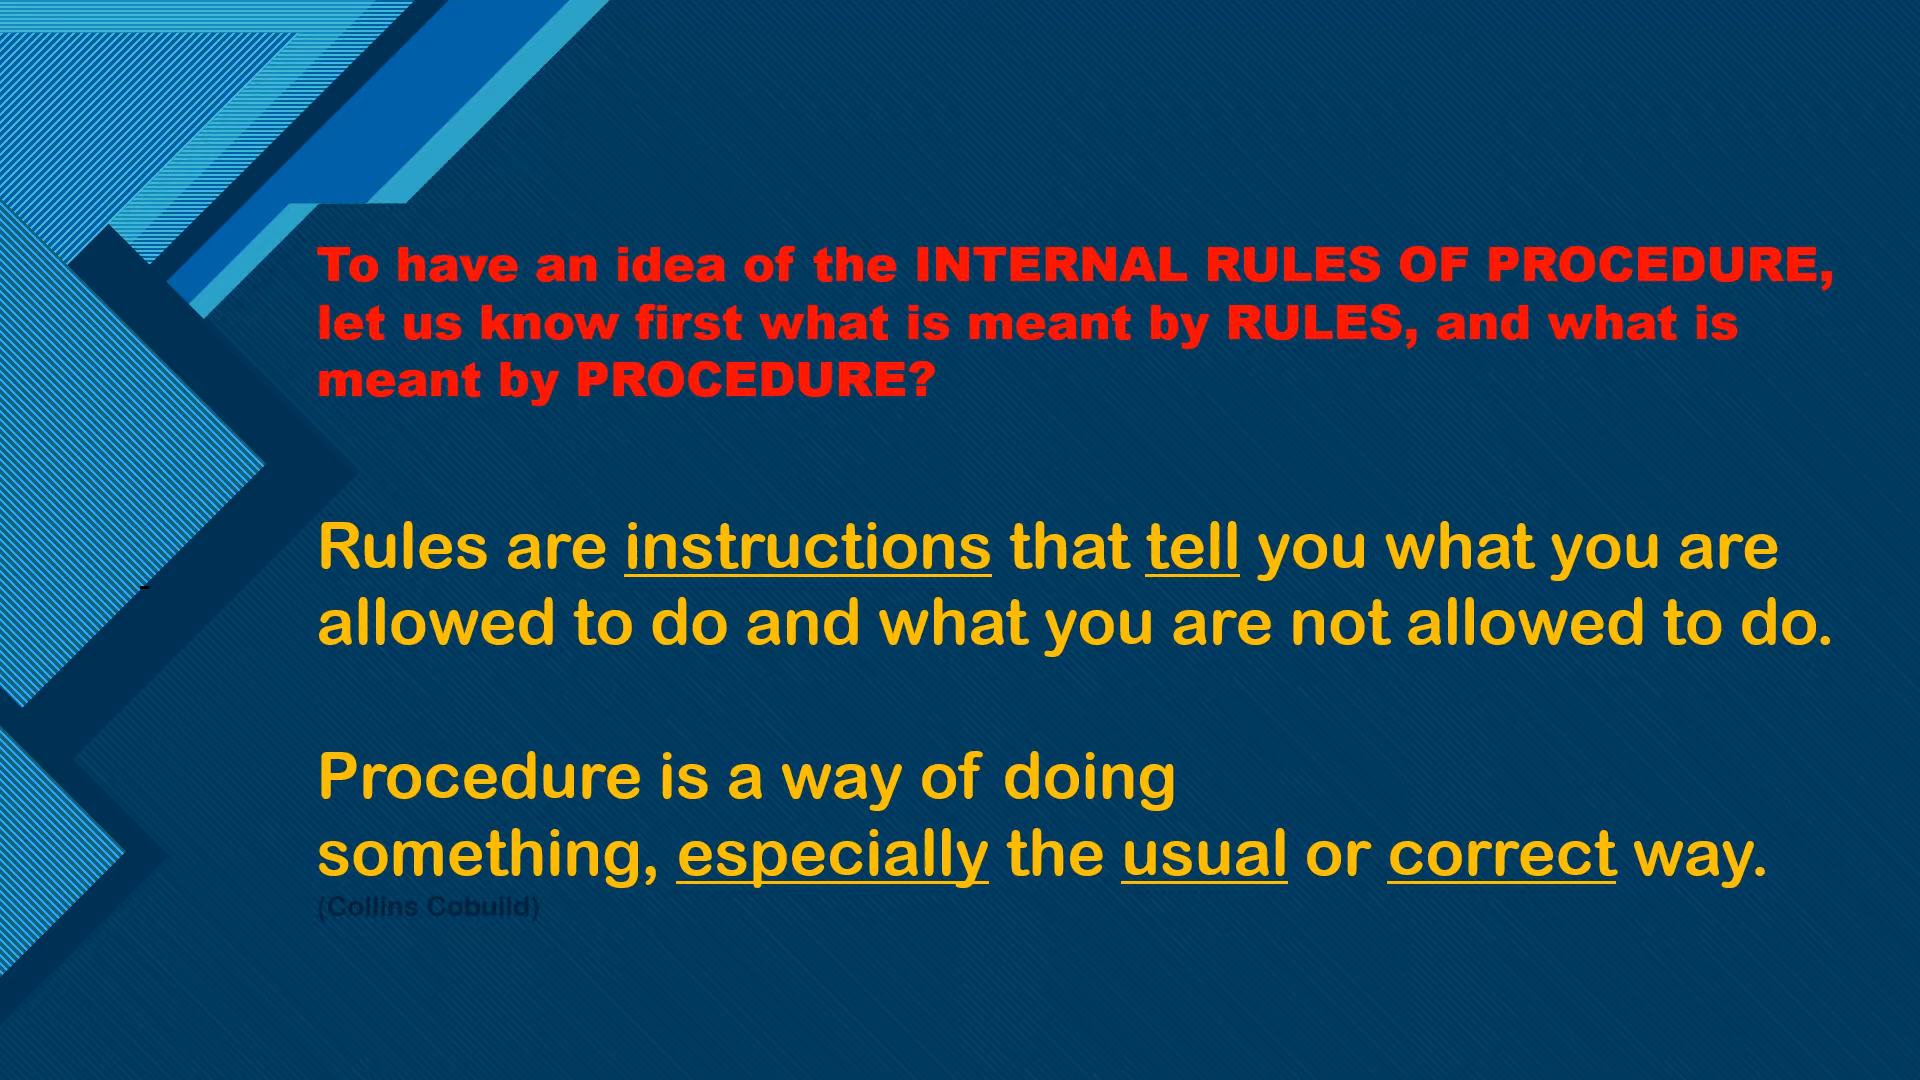 To have an idea of the INTERNAL RULES OF PROCEDURE,
let us know first what is meant by RULES, and what is
meant by PROCEDURE?
Rules are instructions that tell you what you are
allowed to do and what you are not allowed to do.
Procedure is a way of doing
something, especially the usual or correct way.
(Collins Cobuild)